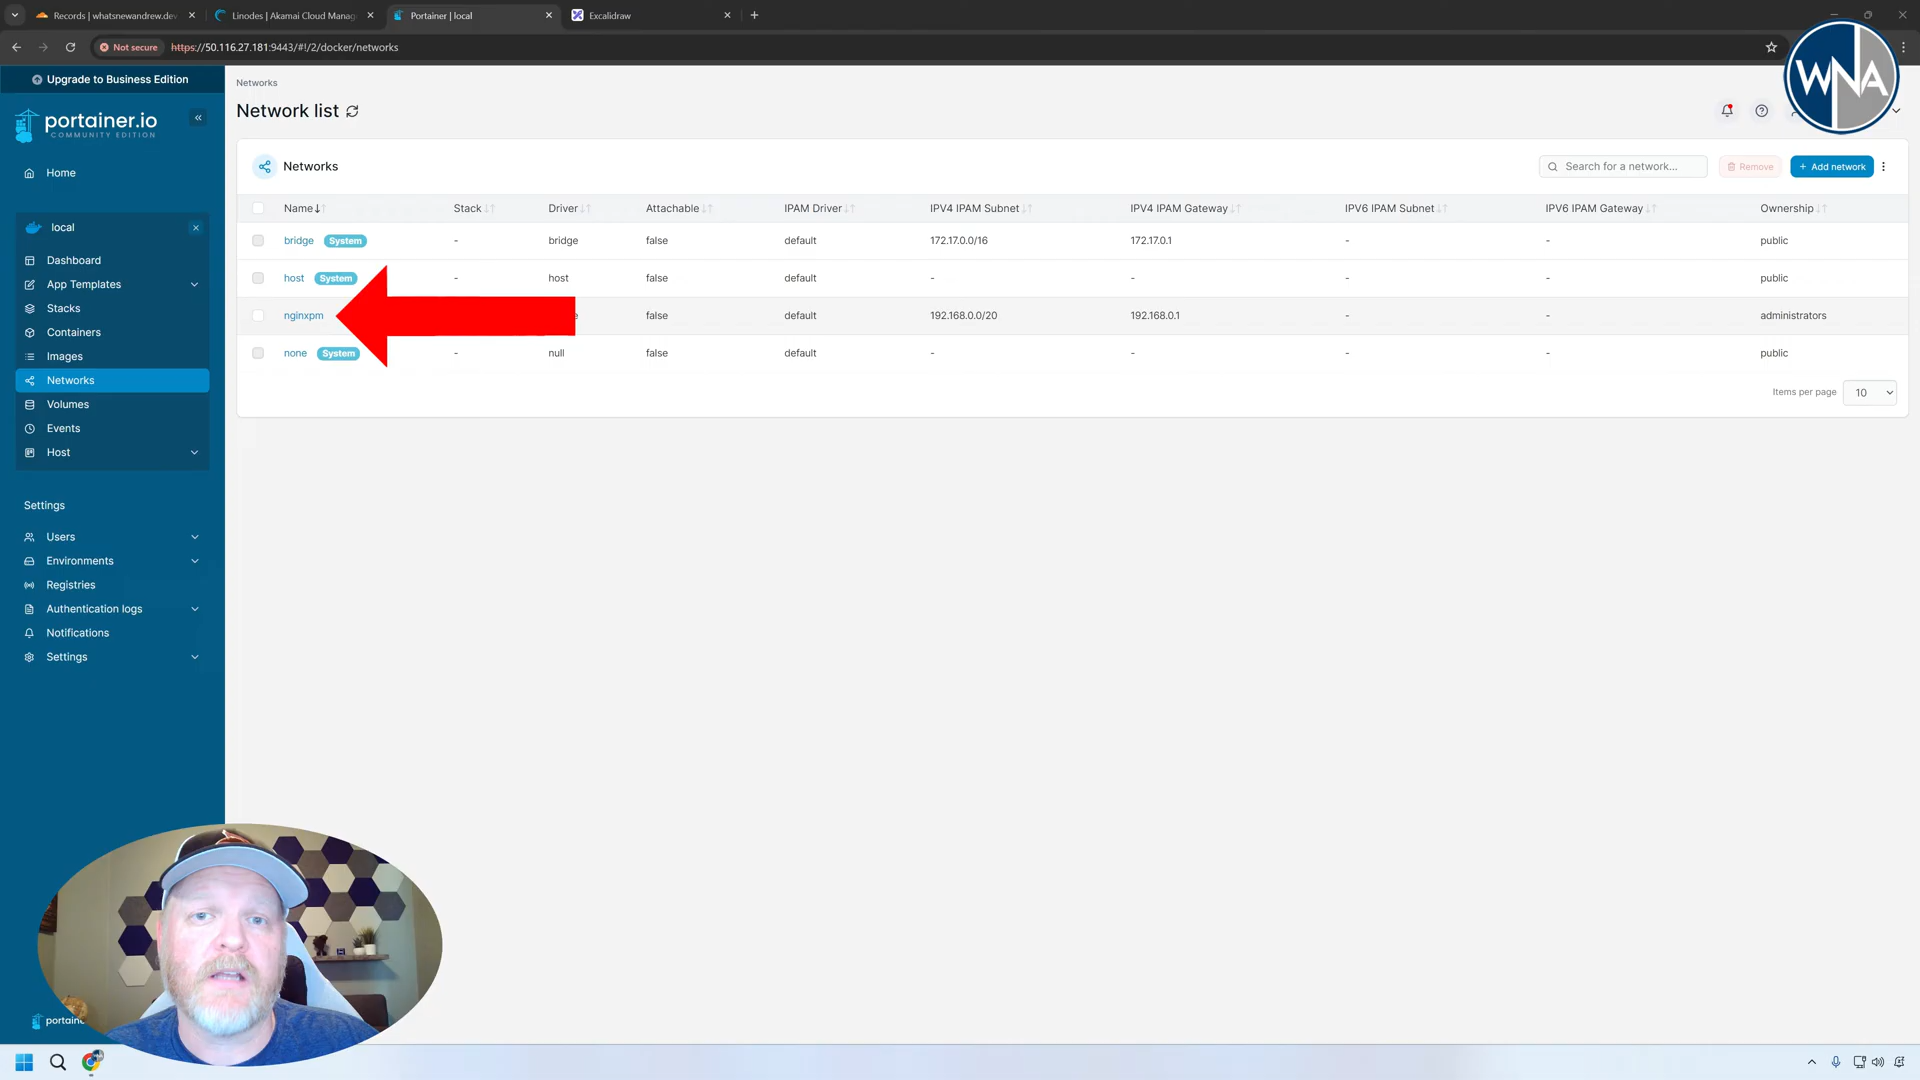 Records | whatsnewandrew.dev
Linodes | Akamai Cloud Manag
Portainer | local
Excalidraw
Not secure
https://50.116.27.181:9443/#!/2/docker/networks
WNA
Upgrade to Business Edition
portainer.io
COMMUNITY EDITION
Home
local
Dashboard
App Templates
Stacks
Containers
Images
Networks
Volumes
Events
Host
Settings
Users
Environments
Registries
Authentication logs
Notifications
Settings
portaine
Networks
Network list
Networks
Search for a network...
Remove
+ Add network
Name Stack Driver Attachable IPAM Driver IPV4 IPAM Subnet IPV4 IPAM Gateway IPV6 IPAM Subnet IPV6 IPAM Gateway Ownership
bridge System - bridge false default 172.17.0.0/16 172.17.0.1 - - public
host System - host false default - - - - public
nginxpm e false default 192.168.0.0/20 192.168.0.1 - - administrators
none System - null false default - - - - public
Items per page 10